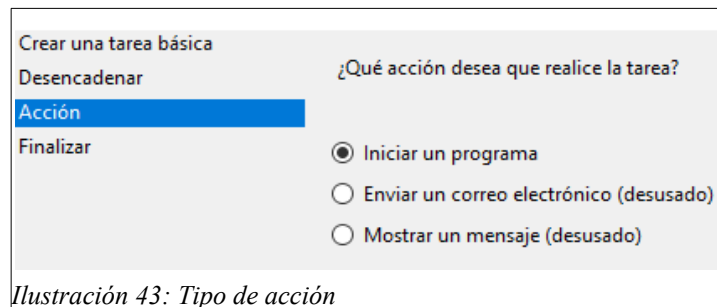 Crear una tarea básica
Desencadenar
Acción
Finalizar
¿Qué acción desea que realice la tarea?
Iniciar un programa
Enviar un correo electrónico (desusado)
Mostrar un mensaje (desusado)
Ilustración 43: Tipo de acción